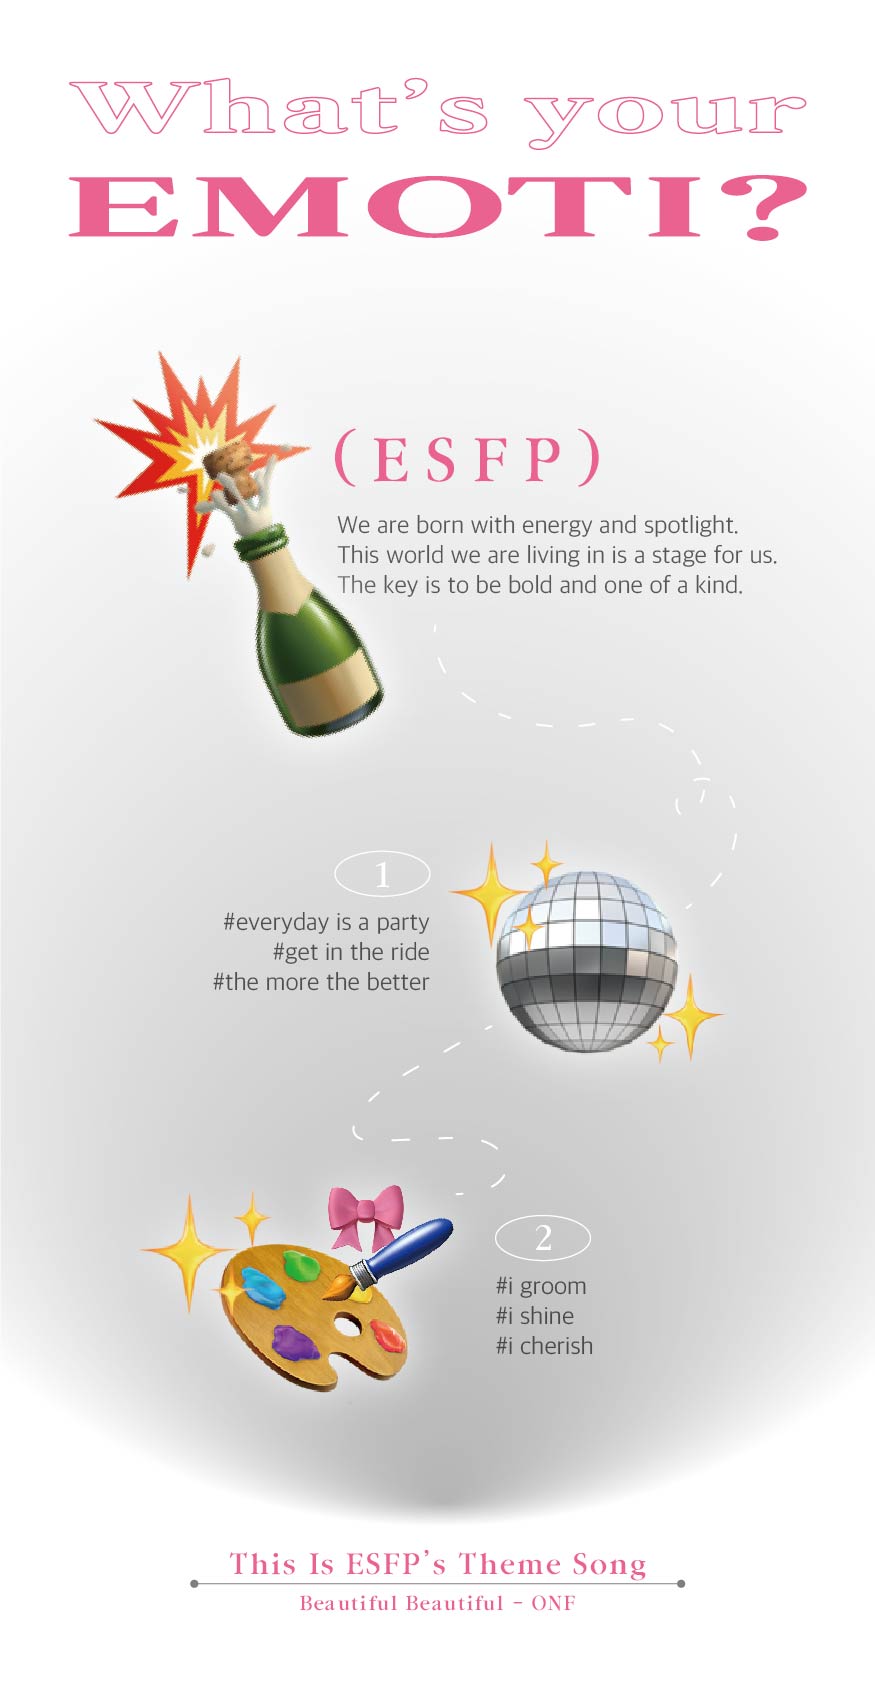 What's your
EMOTI?
(ESFP)
We are born with energy and spotlight.
This world we are living in is a stage for us.
The key is to be bold and one of a kind.
1
#everyday is a party
#get in the ride
#the more the better
2
#i groom
#i shine
#i cherish
This Is ESFP's Theme Song
Beautiful Beautiful – ONF